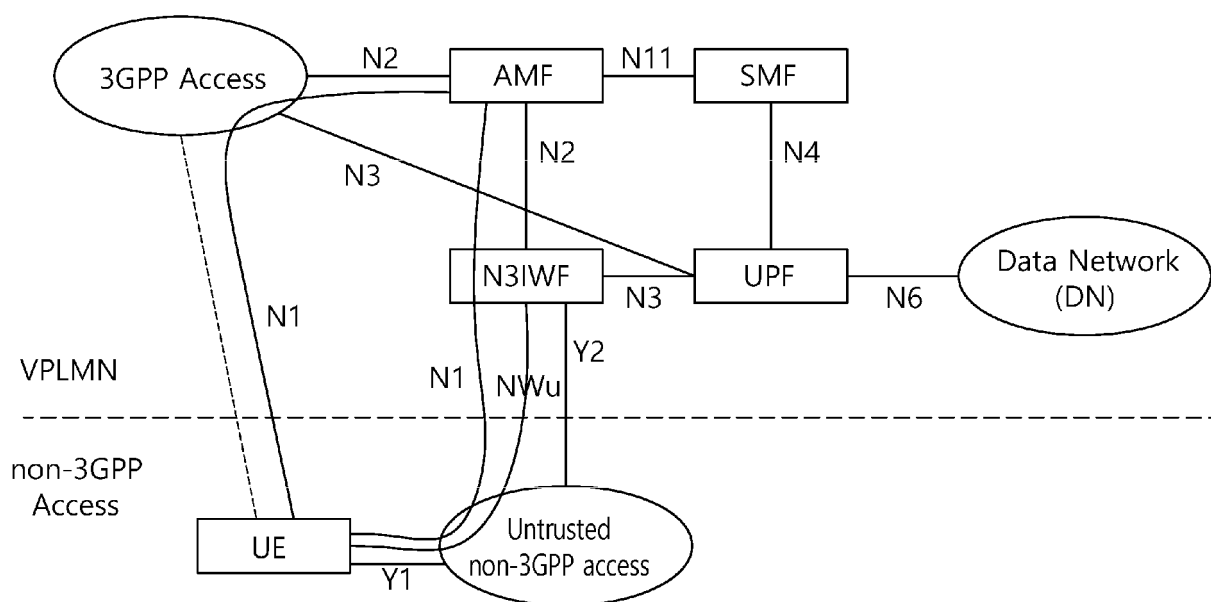 3GPP Access
N2
AMF
N11
SMF
N3
N2
N4
N1
N3IWF
N3
UPF
N6
Data Network
(DN)
VPLMN
N1
NWu
Y2
non-3GPP
Access
UE
Y1
Untrusted
non-3GPP access